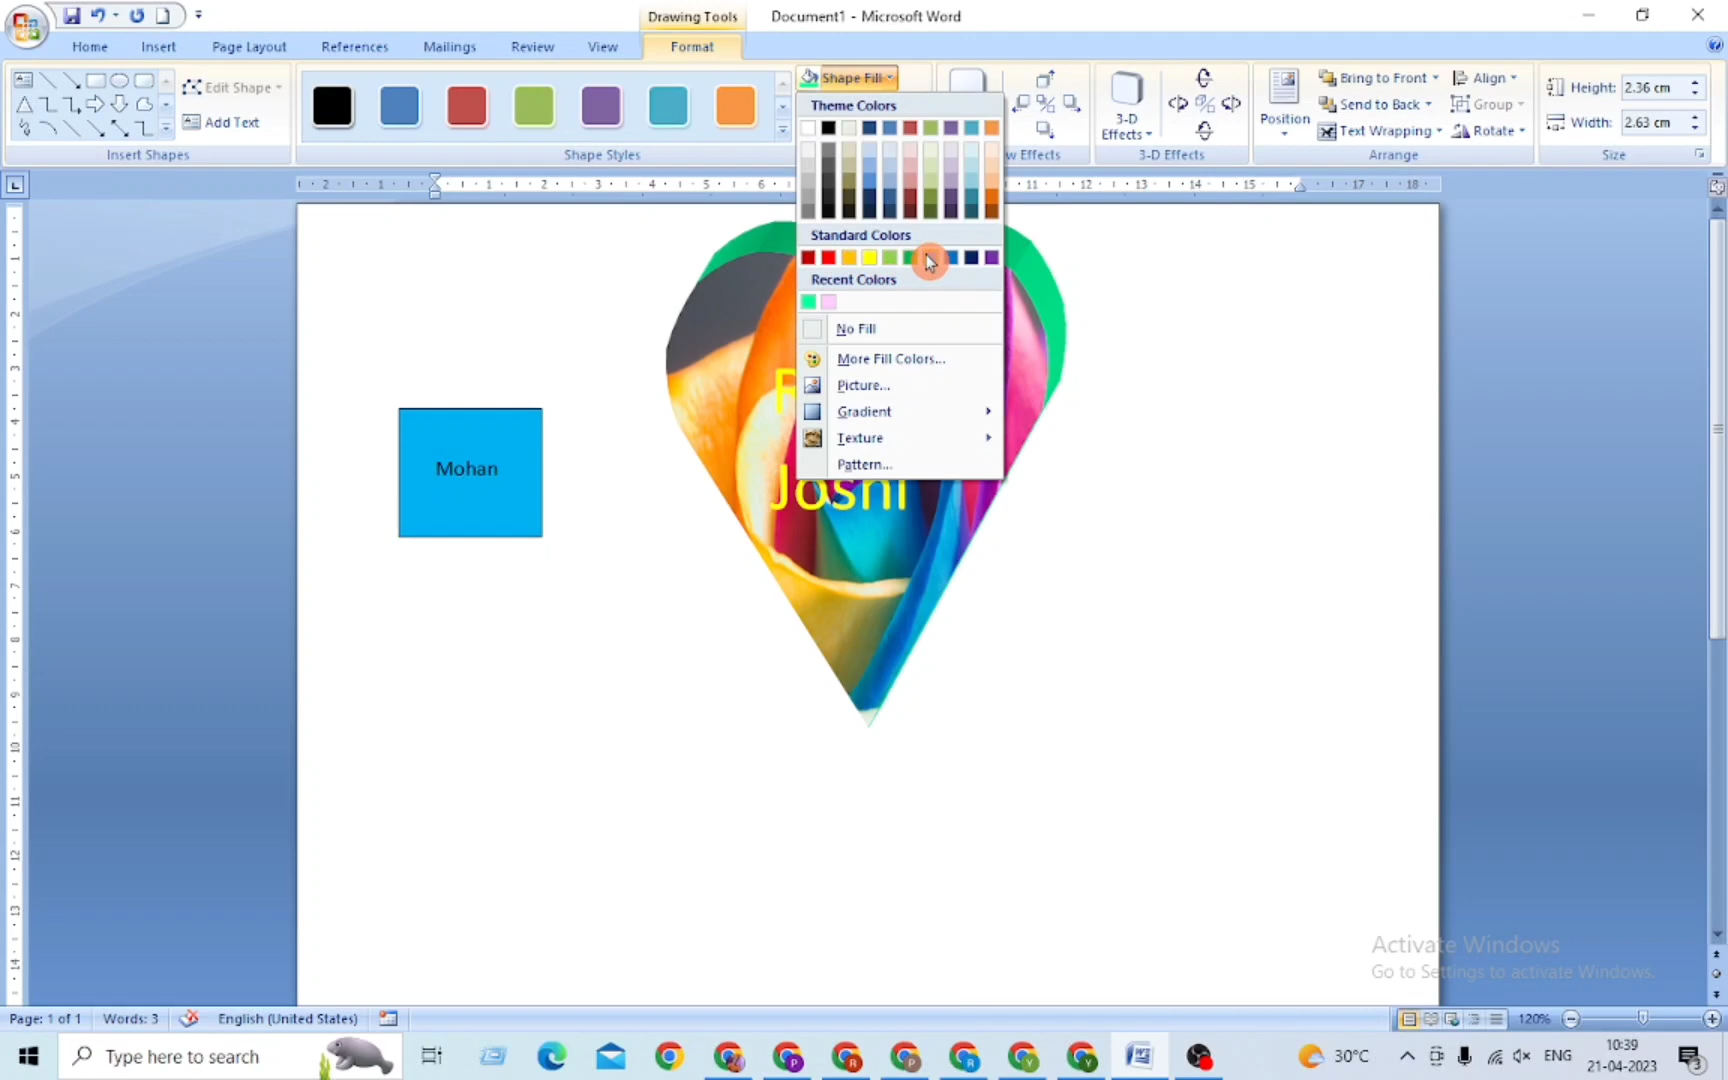 Drawing Tools
Document1 - Microsoft Word
Home
Insert
Page Layout
References
Mailings
Review
View
Format
Edit Shape
Add Text
Insert Shapes
Shape Styles
Shape Fill
3-D
Effects
w Effects
3-D Effects
Position
Bring to Front
Send to Back
Text Wrapping
Align
Group
Rotate
Arrange
Height: 2.36 cm
Width: 2.63 cm
Size
Theme Colors
Standard Colors
Recent Colors
No Fill
More Fill Colors...
Picture...
Gradient
Texture
Pattern...
Mohan
Joshi
Activate Windows
Go to Settings to activate Windows.
Page: 1 of 1
Words: 3
English (United States)
120%
Type here to search
30°C
ENG
10:39
21-04-2023
3